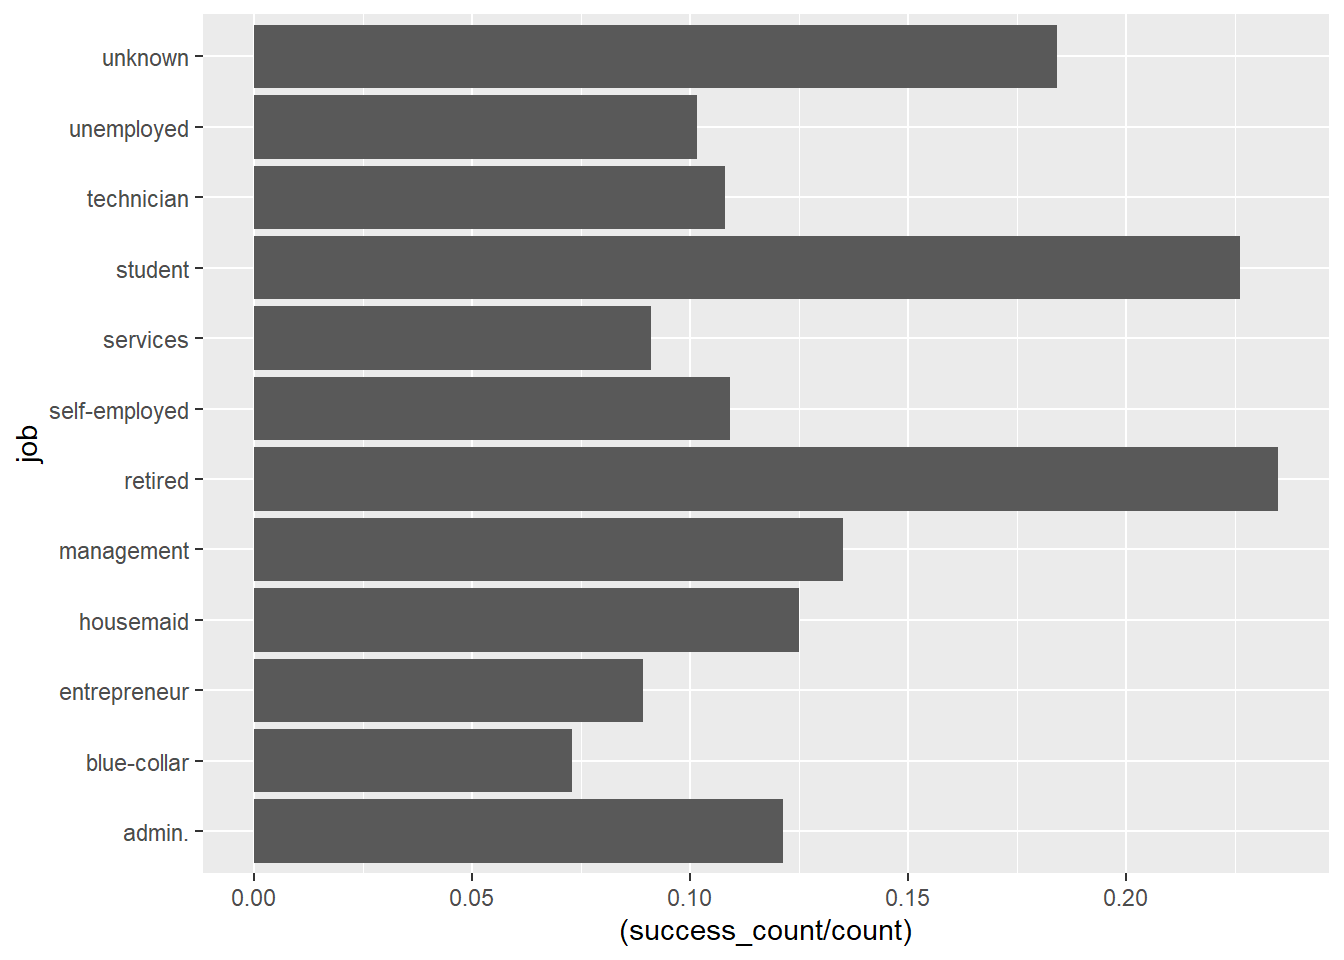 unknown
unemployed
technician
student
services
self-employed
retired
management
housemaid
entrepreneur
blue-collar
admin.
job
0.00 0.05 0.10 0.15 0.20
(success_count/count)